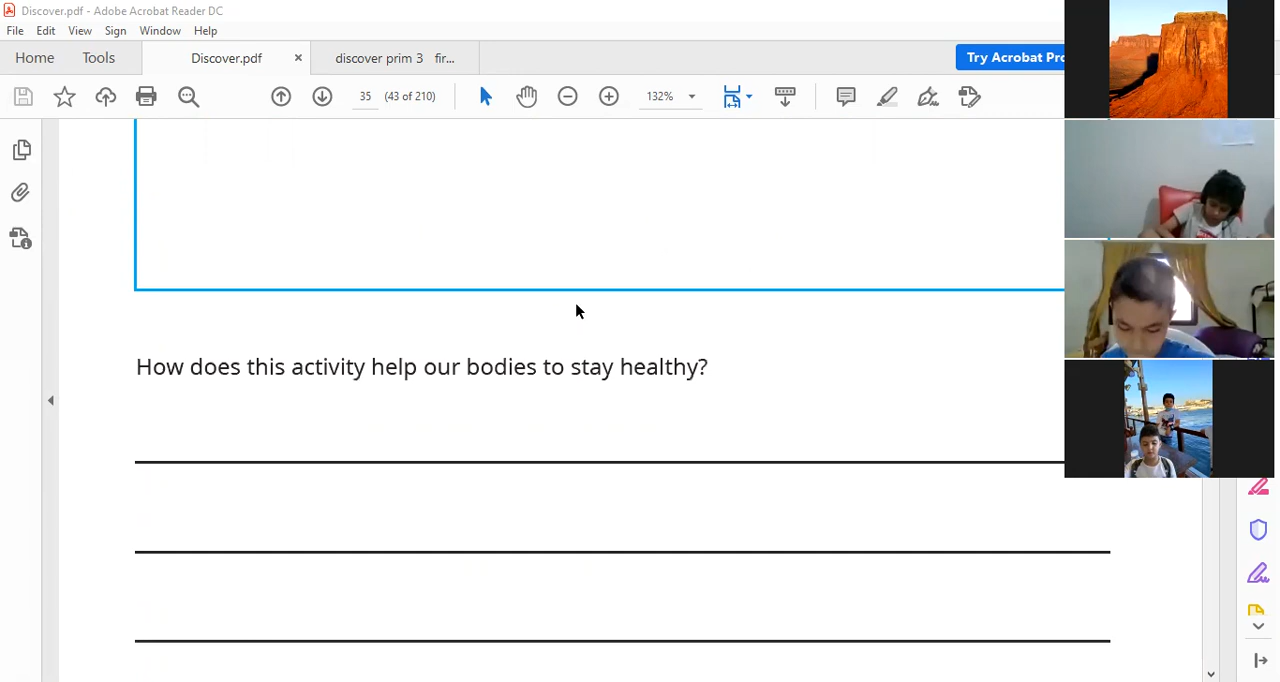 Discover.pdf - Adobe Acrobat Reader DC
File Edit View Sign Window Help
Home Tools Discover.pdf × discover prim 3 fir... Try Acrobat Pro
35 (43 of 210) 132%
How does this activity help our bodies to stay healthy?